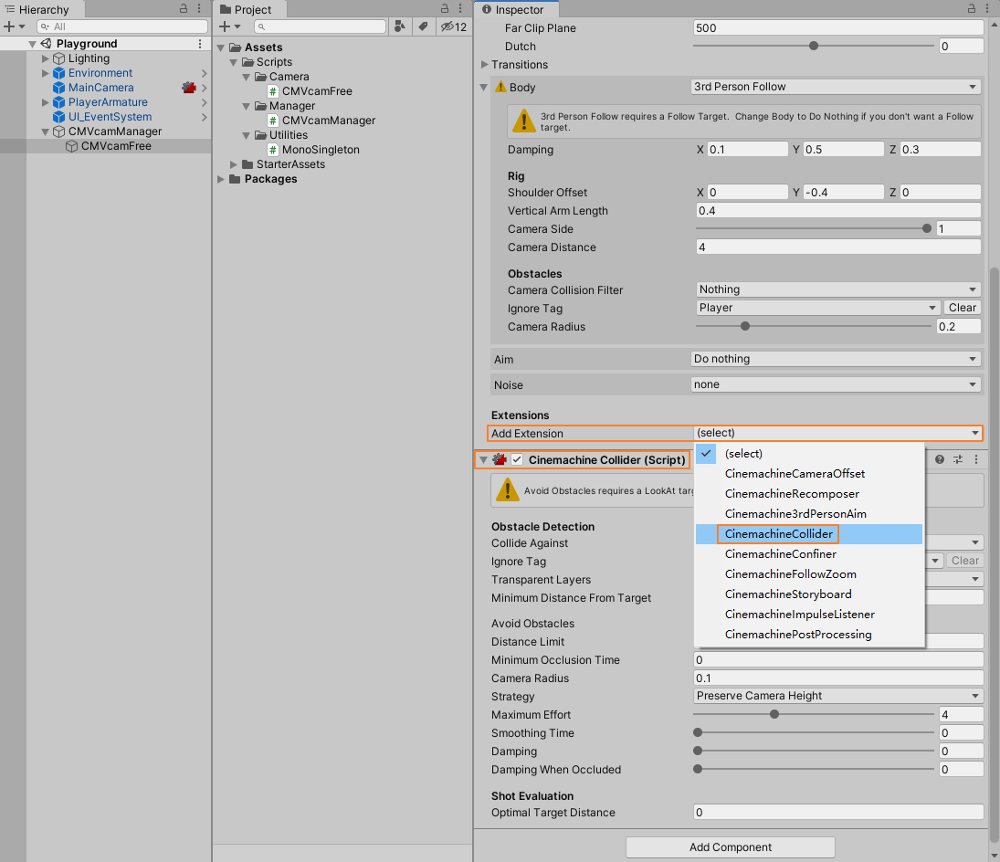 Hierarchy
All
Playground
Lighting
Environment
MainCamera
PlayerArmature
UI_EventSystem
CMVcamManager
CMVcamFree
Project
12
Assets
Scripts
Camera
# CMVcamFree
Manager
# CMVcamManager
Utilities
# MonoSingleton
StarterAssets
Packages
Inspector
Far Clip Plane 500
Dutch 0
Transitions
Body 3rd Person Follow
3rd Person Follow requires a Follow Target. Change Body to Do Nothing if you don't want a Follow
target.
Damping X 0.1 Y 0.5 Z 0.3
Rig
Shoulder Offset X 0 Y -0.4 Z 0
Vertical Arm Length 0.4
Camera Side 1
Camera Distance 4
Obstacles
Camera Collision Filter Nothing
Ignore Tag Player Clear
Camera Radius 0.2
Aim Do nothing
Noise none
Extensions
Add Extension (select)
(select)
CinemachineCameraOffset
CinemachineRecomposer
Cinemachine3rdPersonAim
CinemachineCollider
CinemachineConfiner
CinemachineFollowZoom
CinemachineStoryboard
CinemachineImpulseListener
CinemachinePostProcessing
Cinemachine Collider (Script)
Avoid Obstacles requires a LookAt
Obstacle Detection
Collide Against
Ignore Tag Clear
Transparent Layers
Minimum Distance From Target
Avoid Obstacles
Distance Limit
Minimum Occlusion Time 0
Camera Radius 0.1
Strategy Preserve Camera Height
Maximum Effort 4
Smoothing Time 0
Damping 0
Damping When Occluded 0
Shot Evaluation
Optimal Target Distance 0
Add Component